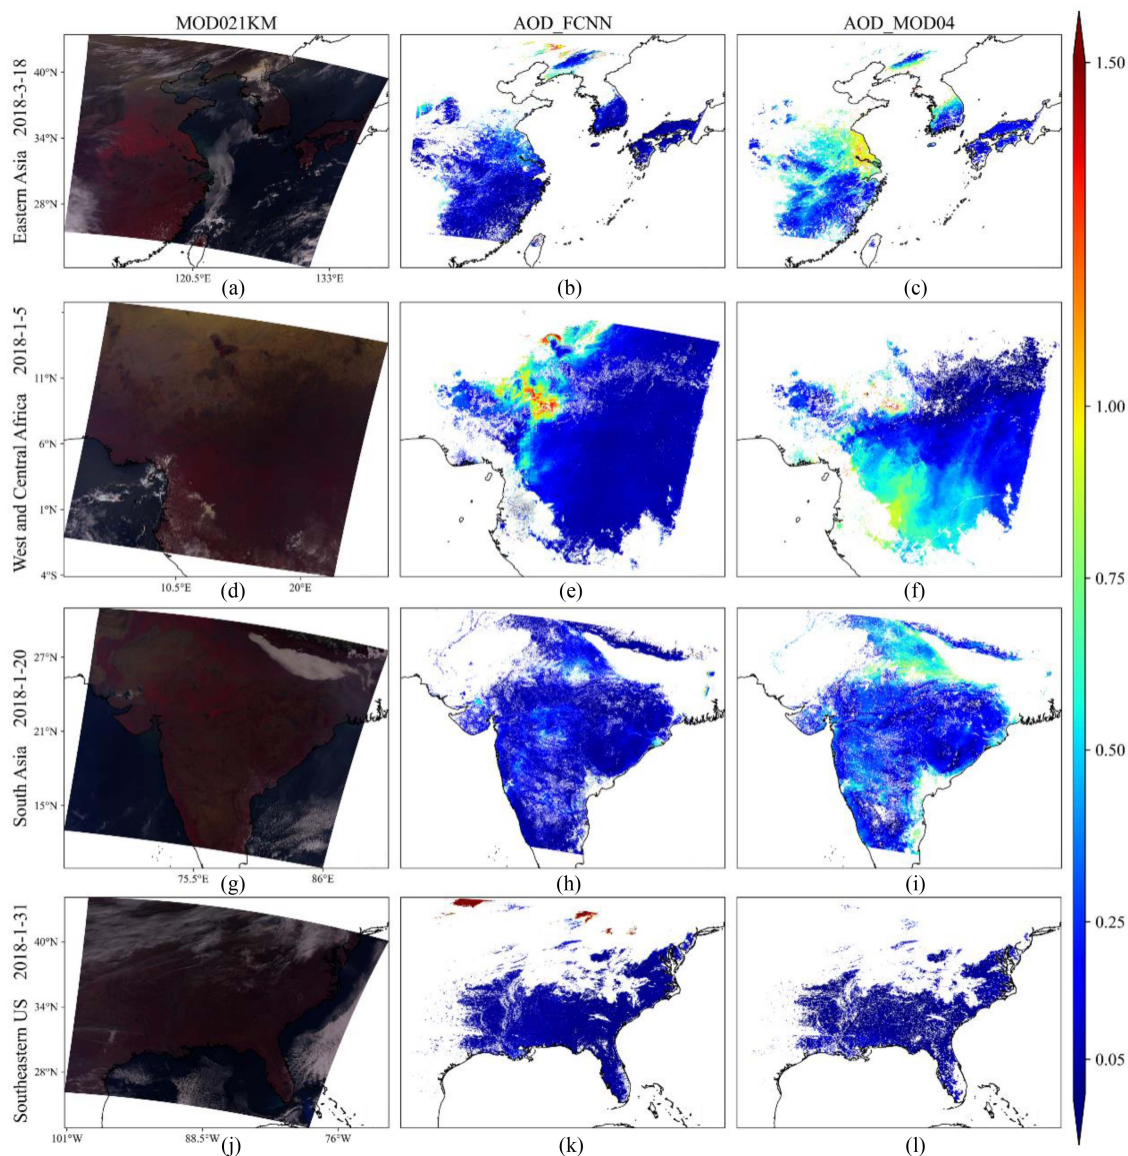 MOD021KM AOD_FCNN AOD_MOD04
Eastern Asia 2018-3-18
40°N
34°N
28°N
120.5°E 133°E
(a) (b) (c)
West and Central Africa 2018-1-5
11°N
6°N
1°N
4°S
10.5°E 20°E
(d) (e) (f)
South Asia 2018-1-20
27°N
21°N
15°N
75.5°E 86°E
(g) (h) (i)
Southeastern US 2018-1-31
40°N
34°N
28°N
101°W 88.5°W 76°W
(j) (k) (l)
1.50
1.00
0.75
0.50
0.25
0.05